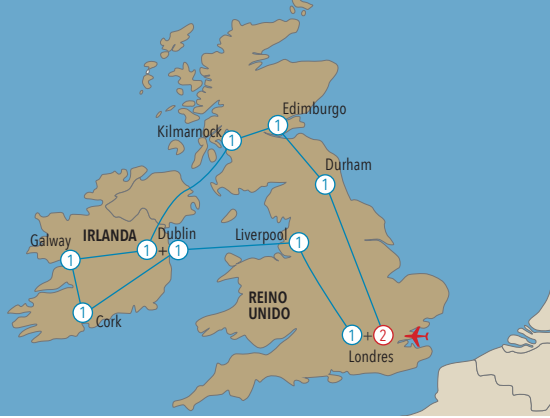 Edimburgo
1
Kilmarnock
1
Durham
1
Dublin
IRLANDA
Liverpool
Galway
1 + 1
1
1
1
Cork
REINO
UNIDO
1 + 2
Londres